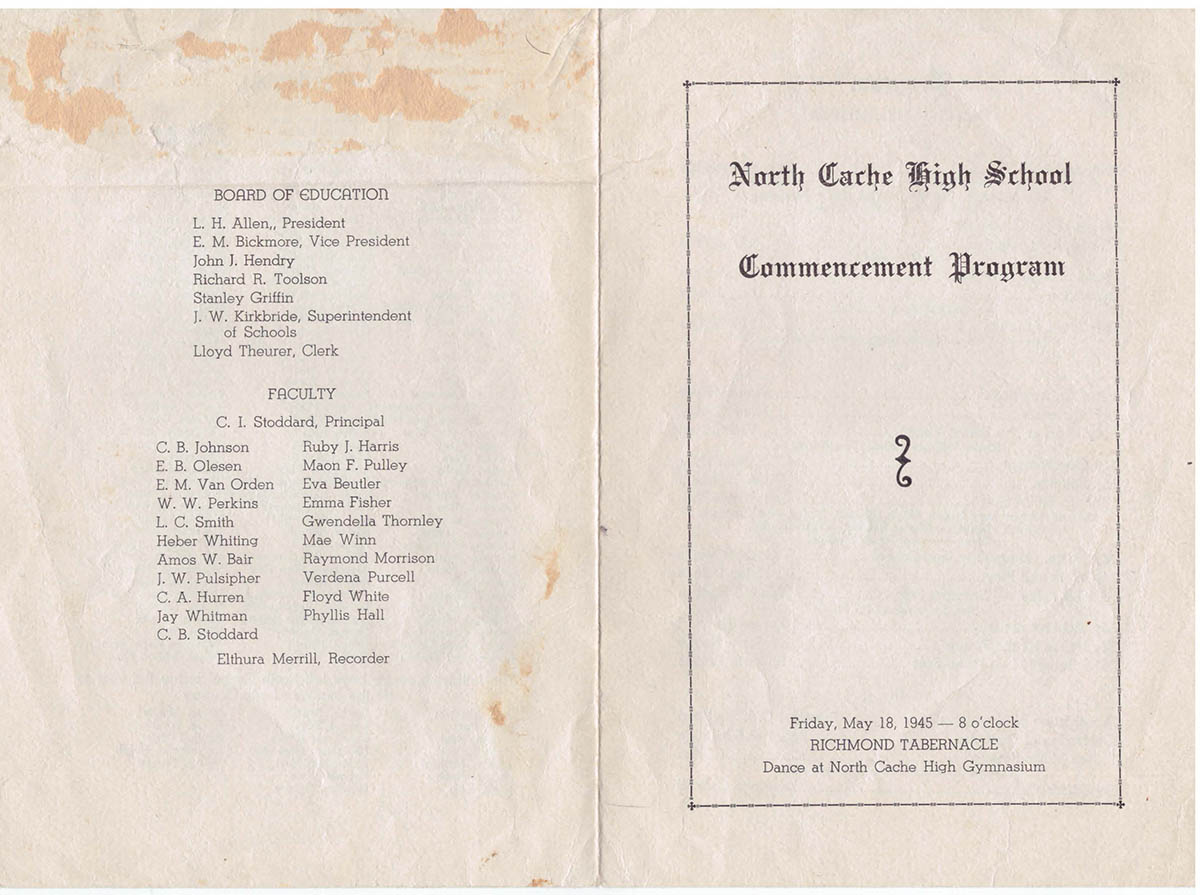 BOARD OF EDUCATION
L. H. Allen,, President
E. M. Bickmore, Vice President
John J. Hendry
Richard R. Toolson
Stanley Griffin
J. W. Kirkbride, Superintendent
of Schools
Lloyd Theurer, Clerk
FACULTY
C. I. Stoddard, Principal
C. B. Johnson
E. B. Olesen
E. M. Van Orden
W. W. Perkins
L. C. Smith
Heber Whiting
Amos W. Bair
J. W. Pulsipher
C. A. Hurren
Jay Whitman
C. B. Stoddard
Ruby J. Harris
Maon F. Pulley
Eva Beutler
Emma Fisher
Gwendella Thornley
Mae Winn
Raymond Morrison
Verdena Purcell
Floyd White
Phyllis Hall
Elthura Merrill, Recorder
North Cache High School
Commencement Program
Friday, May 18, 1945 — 8 o'clock
RICHMOND TABERNACLE
Dance at North Cache High Gymnasium